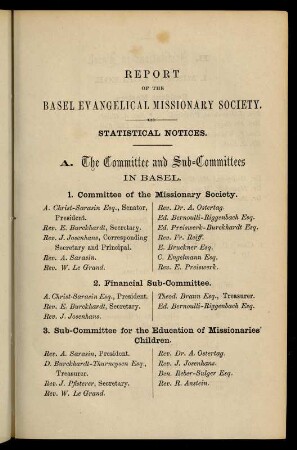 REPORT
OF THE
BASEL EVANGELICAL MISSIONARY SOCIETY.
STATISTICAL NOTICES.
A. The Committee and Sub-Committees
IN BASEL.
1. Committee of the Missionary Society.
A. Christ-Sarasin Esq., Senator,
President.
Rev. E. Burckhardt, Secretary.
Rev. J. Josenhans, Corresponding
Secretary and Principal.
Rev. A. Sarasin.
Rev. W. Le Grand.
Rev. Dr. A. Ostertag.
Ed. Bernoulli-Riggenbach Esq.
Ed. Preiswerk-Burckhardt Esq.
Rev. Fr. Reiff.
E. Bruckner Esq.
C. Engelmann Esq.
Rev. E. Preiswerk.
2. Financial Sub-Committee.
A. Christ-Sarasin Esq., President.
Rev. E. Burckhardt, Secretary.
Rev. J. Josenhans.
Theod. Braun Esq., Treasurer.
Ed. Bernoulli-Riggenbach Esq.
3. Sub-Committee for the Education of Missionaries'
Children.
Rev. A. Sarasin, President.
D. Burckhardt-Thurneysen Esq.,
Treasurer.
Rev. J. Pfisterer, Secretary.
Rev. W. Le Grand.
Rev. Dr. A. Ostertag.
Rev. J. Josenhans.
Ben. Reber-Sulger Esq.
Rev. R. Anstein.